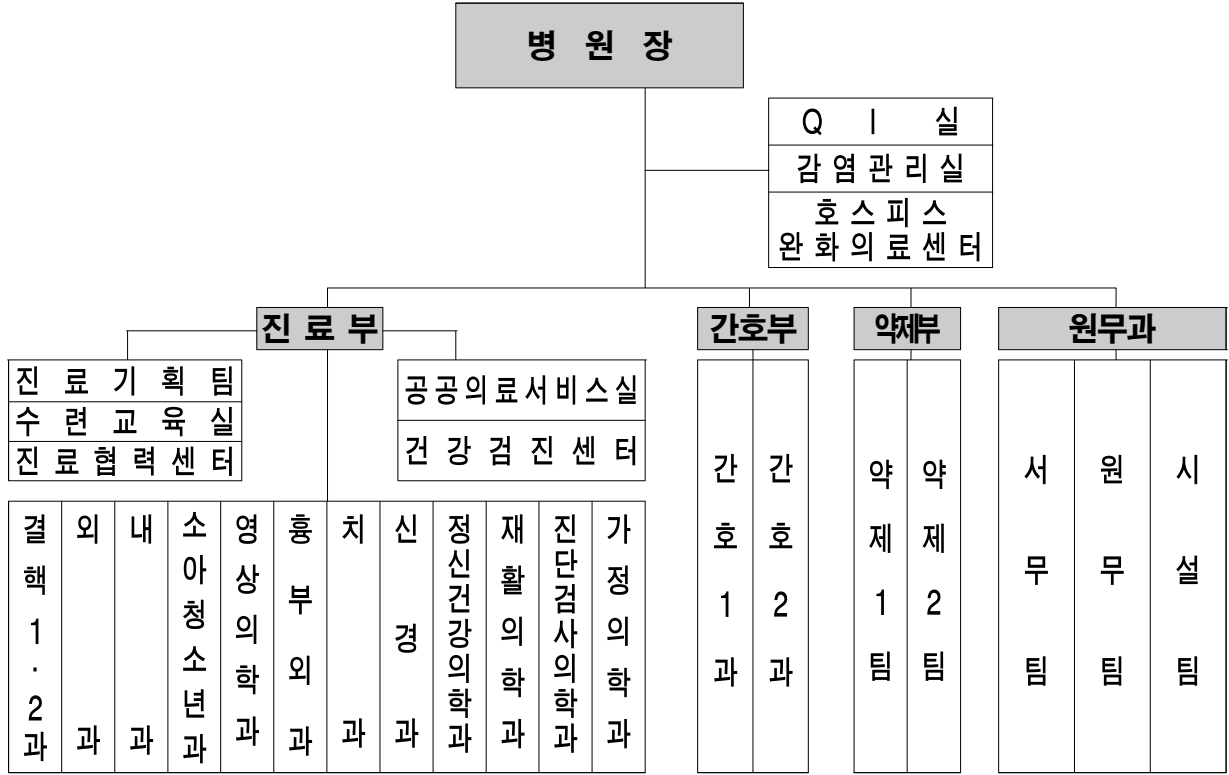 병 원 장
Q I 실
감염관리실
호스피스
완화의료센터
진료부
간호부
약제부
원무과
진료기획팀
수련교육실
진료협력센터
공공의료서비스실
건강검진센터
결핵1·2과
외과
내과
소아청소년과
영상의학과
흉부외과
치과
신경과
정신건강의학과
재활의학과
진단검사의학과
가정의학과
간호1과
간호2과
약제1팀
약제2팀
서무팀
원무팀
시설팀